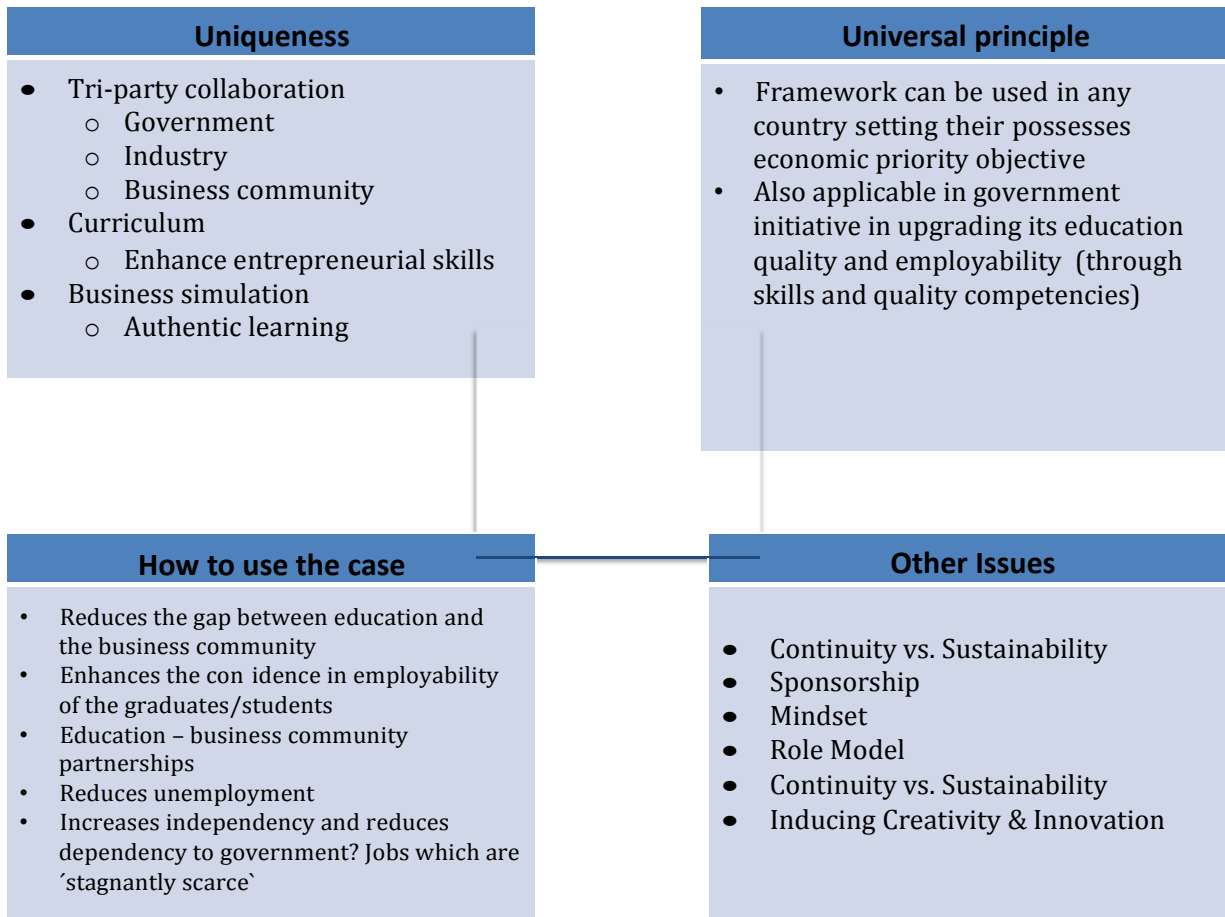 Uniqueness
• Tri-party collaboration
o Government
o Industry
o Business community
• Curriculum
o Enhance entrepreneurial skills
• Business simulation
o Authentic learning
Universal principle
• Framework can be used in any
country setting their possesses
economic priority objective
• Also applicable in government
initiative in upgrading its education
quality and employability (through
skills and quality competencies)
How to use the case
• Reduces the gap between education and
the business community
• Enhances the con idence in employability
of the graduates/students
• Education – business community
partnerships
• Reduces unemployment
• Increases independency and reduces
dependency to government? Jobs which are
´stagnantly scarce`
Other Issues
• Continuity vs. Sustainability
• Sponsorship
• Mindset
• Role Model
• Continuity vs. Sustainability
• Inducing Creativity & Innovation